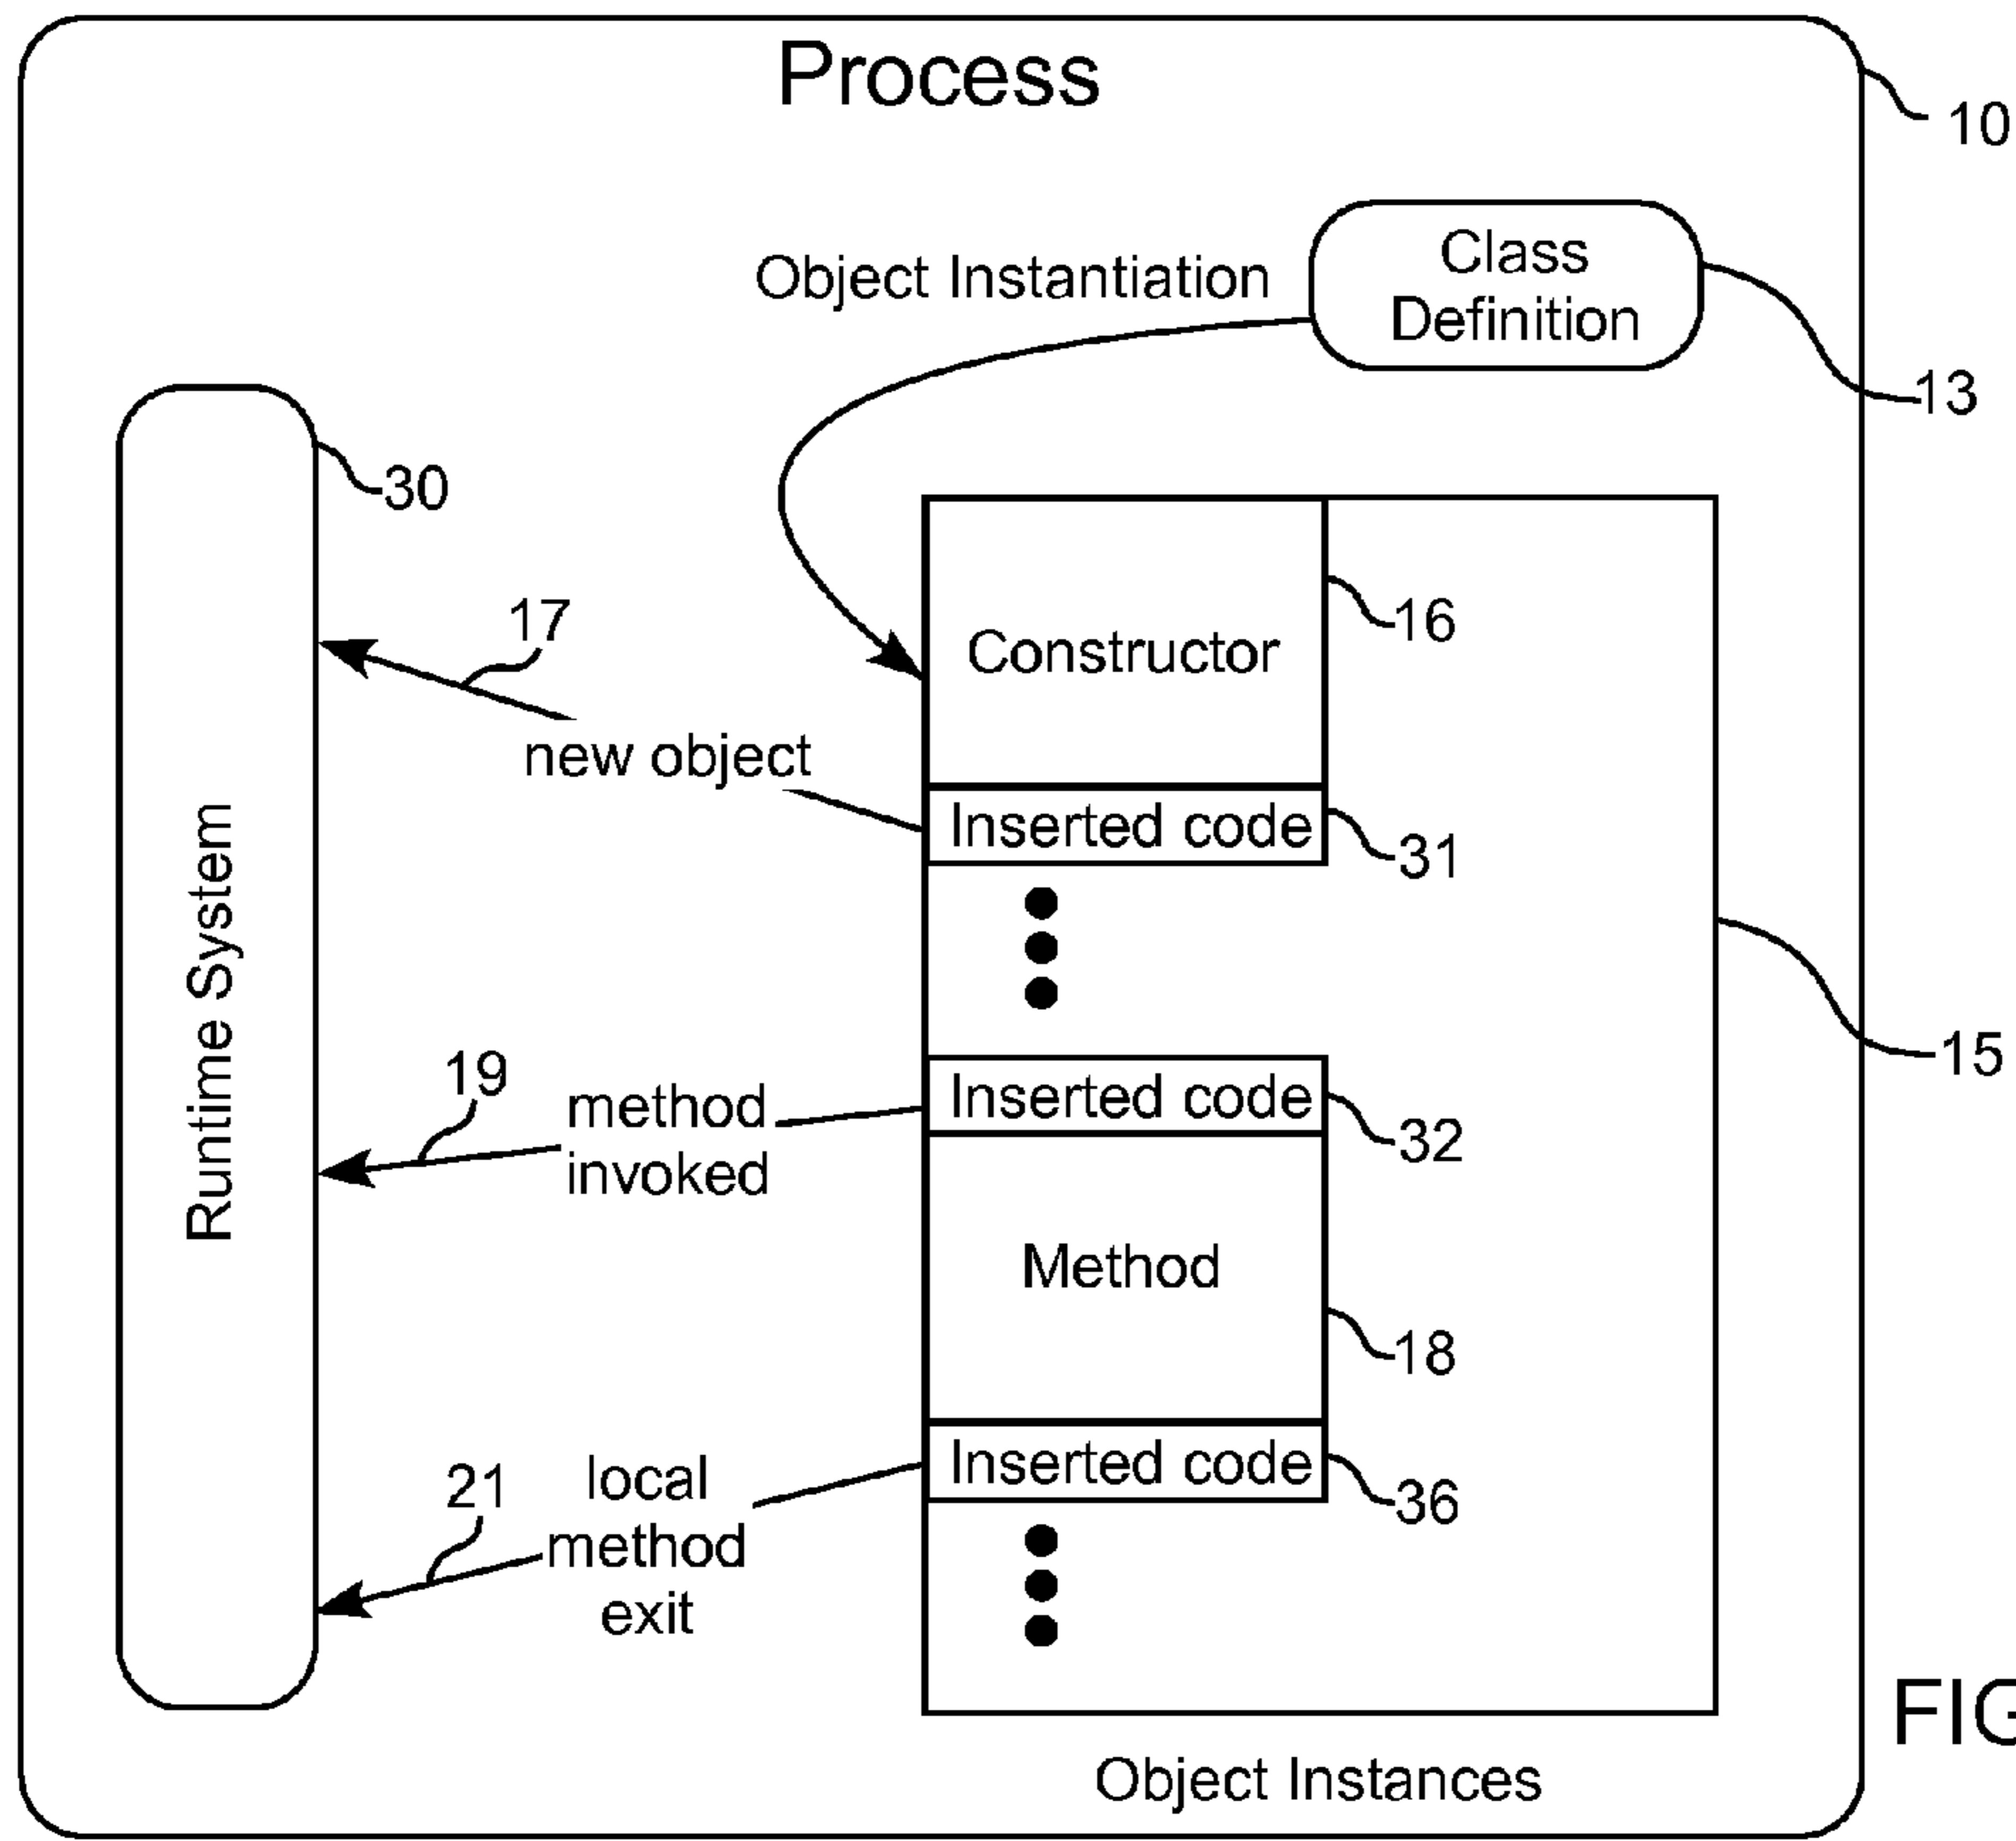 Process
10
Object Instantiation
Class
Definition
13
30
17
16
Constructor
new object
Inserted code
31
Runtime System
15
19
method
invoked
Inserted code
32
Method
18
21
local
method
exit
Inserted code
36
FIG
Object Instances